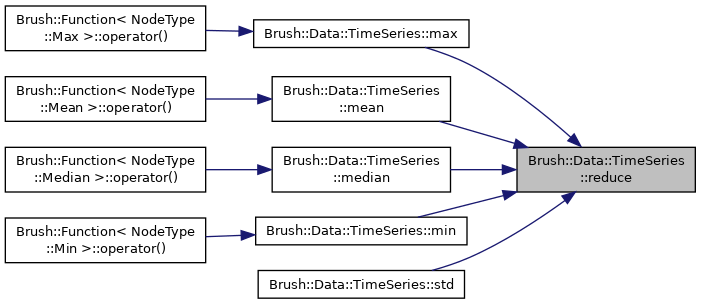 Brush::Function< NodeType
::Max >::operator()
Brush::Data::TimeSeries::max
Brush::Function< NodeType
::Mean >::operator()
Brush::Data::TimeSeries
::mean
Brush::Function< NodeType
::Median >::operator()
Brush::Data::TimeSeries
::median
Brush::Data::TimeSeries
::reduce
Brush::Function< NodeType
::Min >::operator()
Brush::Data::TimeSeries::min
Brush::Data::TimeSeries::std